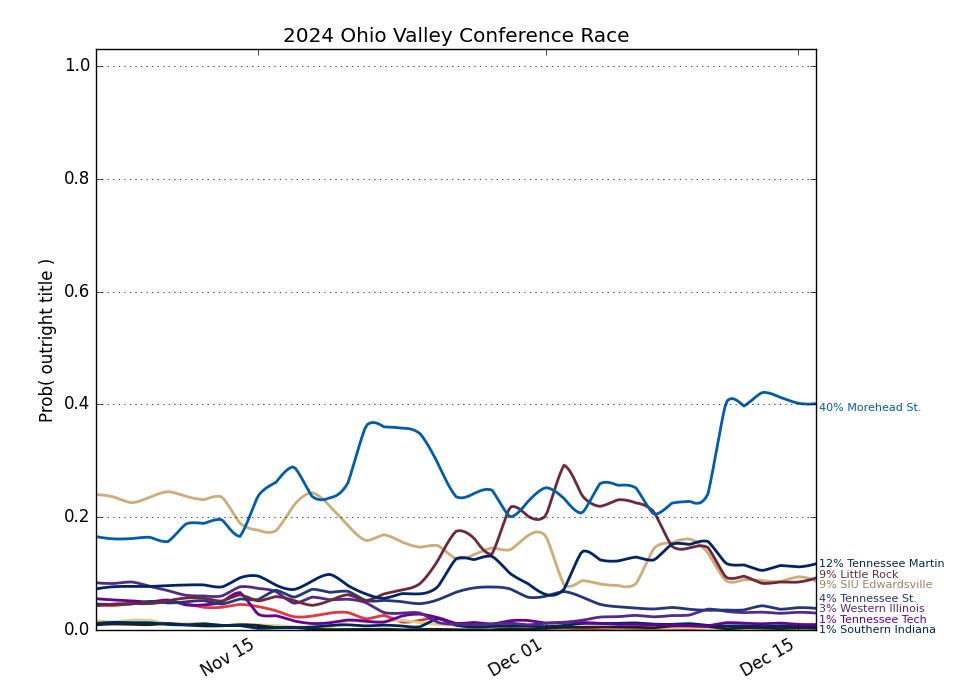 2024 Ohio Valley Conference Race
Prob( outright title )
1.0
0.8
0.6
0.4
0.2
0.0
Nov 15
Dec 01
Dec 15
40% Morehead St.
12% Tennessee Martin
9% Little Rock
9% SIU Edwardsville
4% Tennessee St.
3% Western Illinois
1% Tennessee Tech
1% Southern Indiana